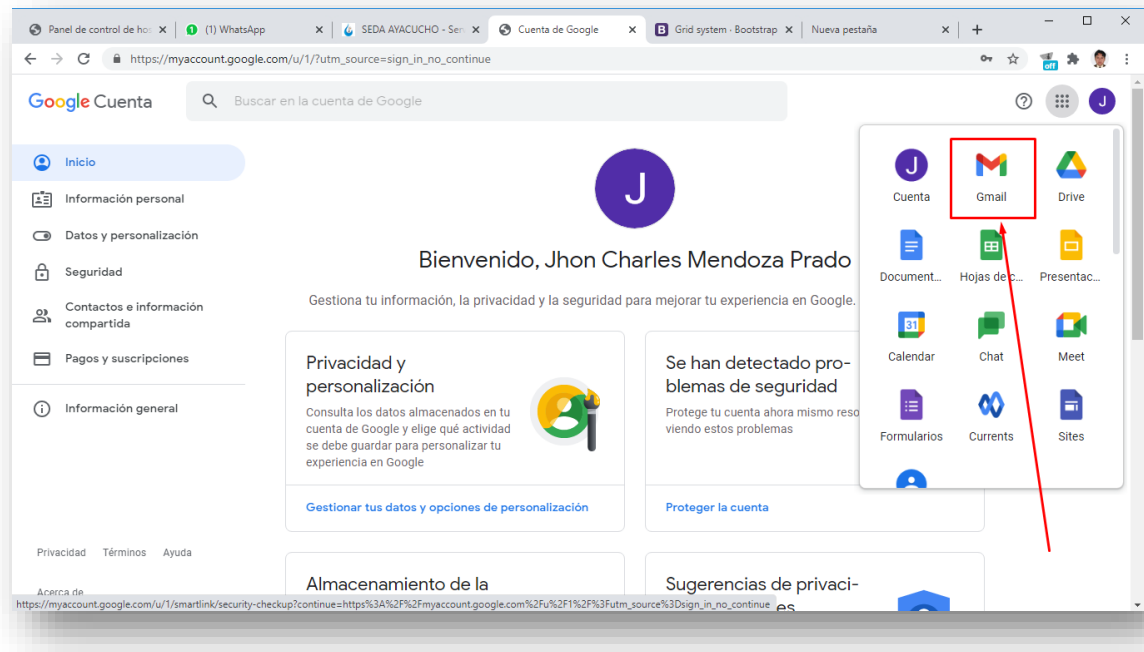 Panel de control de ho
(1) WhatsApp
SEDA AYACUCHO - Ser
Cuenta de Google
Grid system · Bootstrap
Nueva pestaña
https://myaccount.google.com/u/1/?utm_source=sign_in_no_continue
off
Google Cuenta
Buscar en la cuenta de Google
J
Inicio
Información personal
Datos y personalización
Seguridad
Contactos e información
compartida
Pagos y suscripciones
Información general
Privacidad Términos Ayuda
Acerca de
J
Bienvenido, Jhon Charles Mendoza Prado
Gestiona tu información, la privacidad y la seguridad para mejorar tu experiencia en Google.
Privacidad y
personalización
Consulta los datos almacenados en tu
cuenta de Google y elige qué actividad
se debe guardar para personalizar tu
experiencia en Google
Gestionar tus datos y opciones de personalización
Se han detectado pro-
blemas de seguridad
Protege tu cuenta ahora mismo reso
viendo estos problemas
Proteger la cuenta
Almacenamiento de la
Sugerencias de privaci-
es
J
Cuenta
Gmail
Drive
Document...
Hojas de c...
Presentac...
31
Calendar
Chat
Meet
Formularios
Currents
Sites
https://myaccount.google.com/u/1/smartlink/security-checkup?continue=https%3A%2F%2Fmyaccount.google.com%2Fu%2F1%2F%3Futm_source%3Dsign_in_no_continue